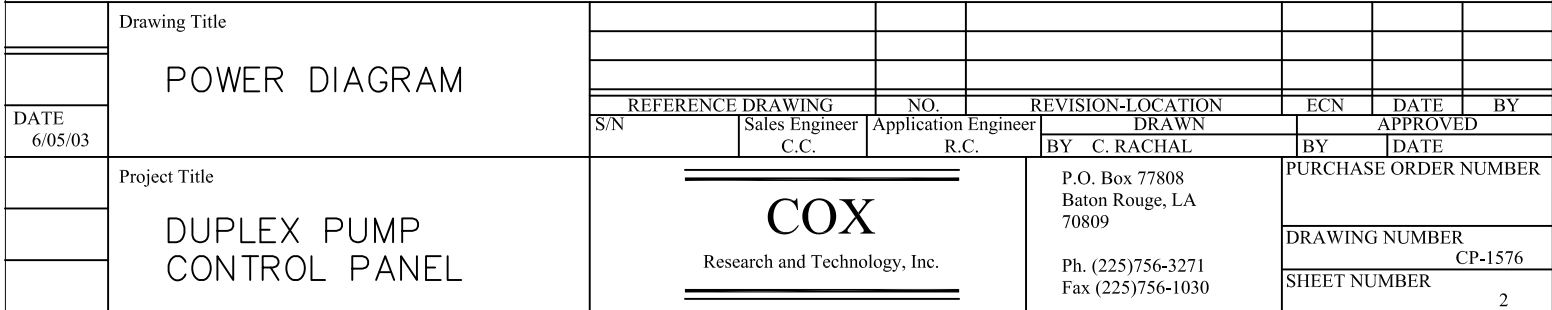 Drawing Title
POWER DIAGRAM
DATE
6/05/03
REFERENCE DRAWING NO. REVISION-LOCATION ECN DATE BY
S/N Sales Engineer Application Engineer DRAWN APPROVED
C.C. R.C. BY C. RACHAL BY DATE
Project Title
DUPLEX PUMP
CONTROL PANEL
COX
Research and Technology, Inc.
P.O. Box 77808
Baton Rouge, LA
70809
Ph. (225)756-3271
Fax (225)756-1030
PURCHASE ORDER NUMBER
DRAWING NUMBER
CP-1576
SHEET NUMBER
2